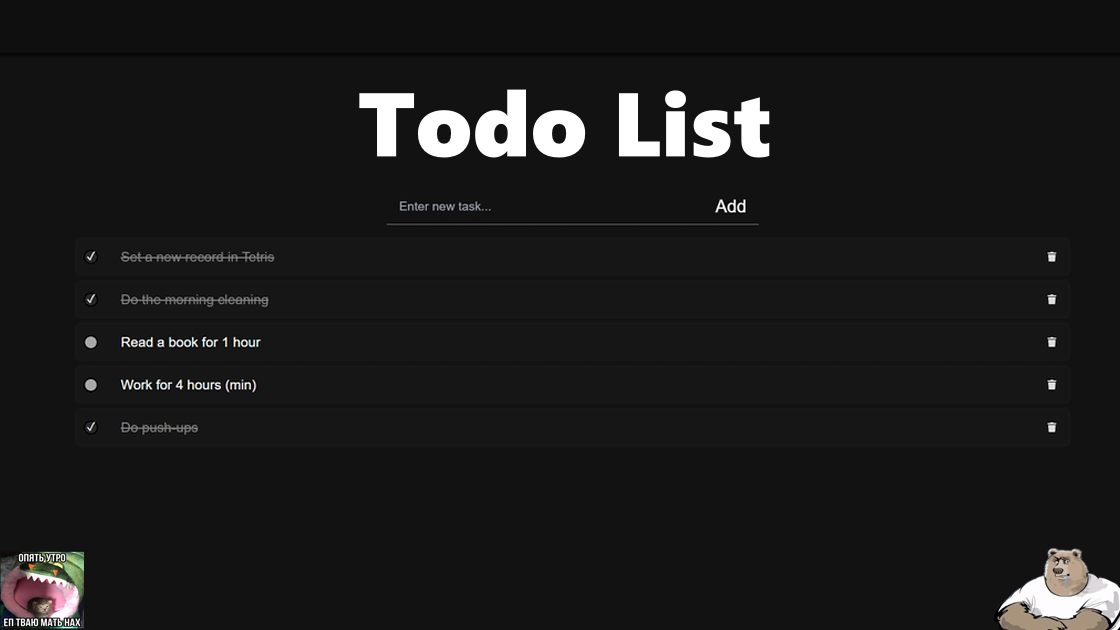 Todo List
Enter new task...
Add
Set a new record in Tetris
Do the morning cleaning
Read a book for 1 hour
Work for 4 hours (min)
Do push-ups
ОПЯТЬ УТРО
ЕП ТВАЮ МАТЬ НАХ